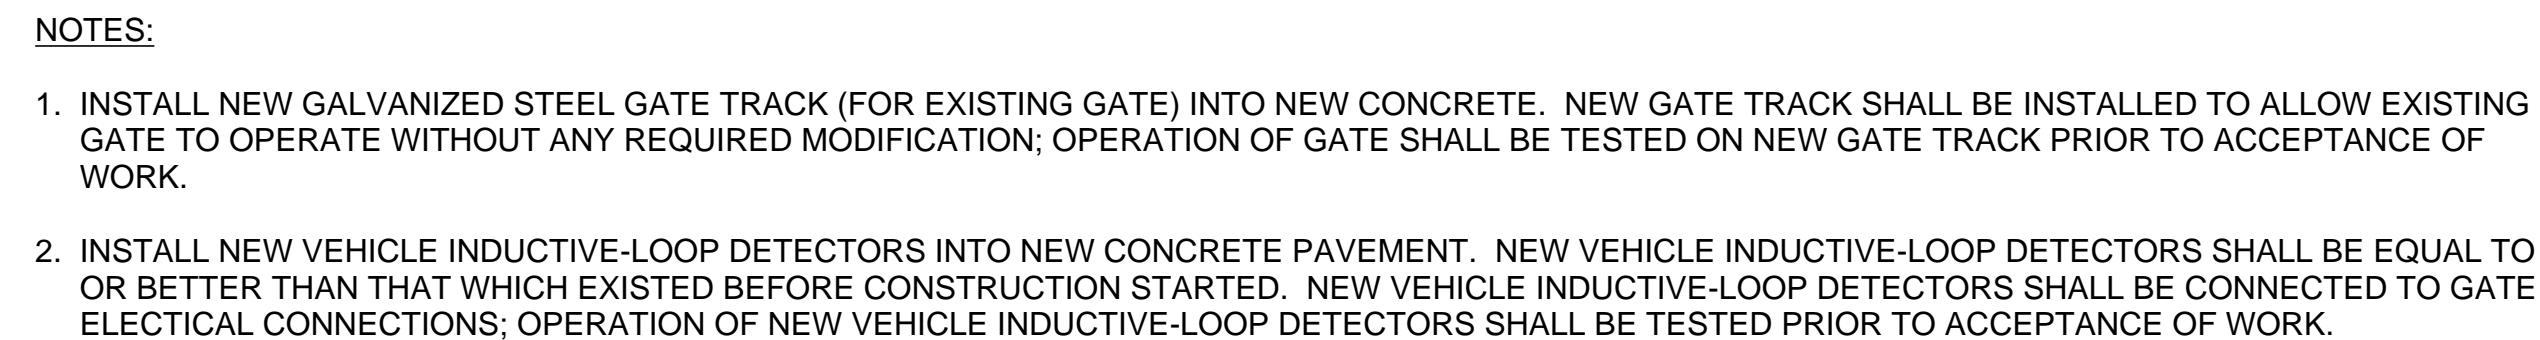 NOTES:
1. INSTALL NEW GALVANIZED STEEL GATE TRACK (FOR EXISTING GATE) INTO NEW CONCRETE.  NEW GATE TRACK SHALL BE INSTALLED TO ALLOW EXISTING
GATE TO OPERATE WITHOUT ANY REQUIRED MODIFICATION; OPERATION OF GATE SHALL BE TESTED ON NEW GATE TRACK PRIOR TO ACCEPTANCE OF
WORK.
2. INSTALL NEW VEHICLE INDUCTIVE-LOOP DETECTORS INTO NEW CONCRETE PAVEMENT.  NEW VEHICLE INDUCTIVE-LOOP DETECTORS SHALL BE EQUAL TO
OR BETTER THAN THAT WHICH EXISTED BEFORE CONSTRUCTION STARTED.  NEW VEHICLE INDUCTIVE-LOOP DETECTORS SHALL BE CONNECTED TO GATE
ELECTICAL CONNECTIONS; OPERATION OF NEW VEHICLE INDUCTIVE-LOOP DETECTORS SHALL BE TESTED PRIOR TO ACCEPTANCE OF WORK.